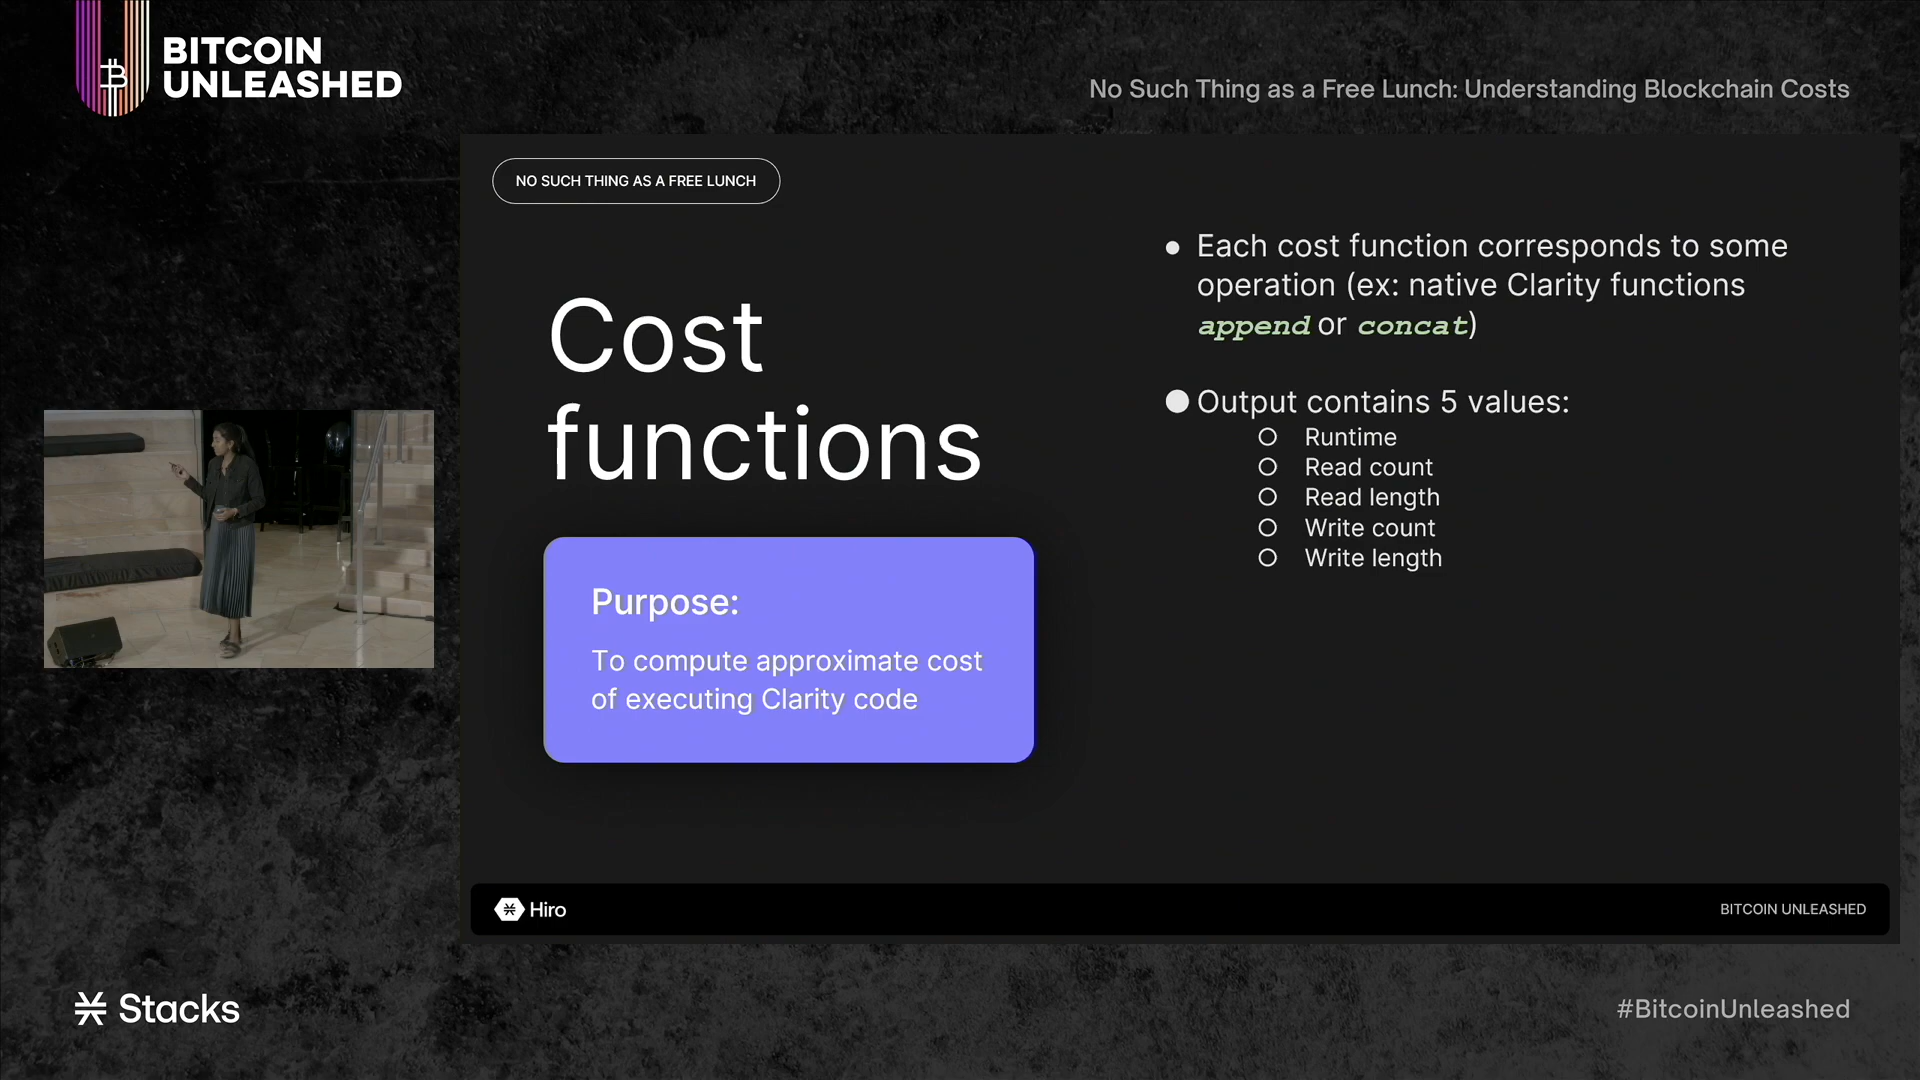 BITCOIN
UNLEASHED
No Such Thing as a Free Lunch: Understanding Blockchain Costs
NO SUCH THING AS A FREE LUNCH
Cost
functions
Purpose:
To compute approximate cost
of executing Clarity code
● Each cost function corresponds to some
operation (ex: native Clarity functions
append or concat)
● Output contains 5 values:
○ Runtime
○ Read count
○ Read length
○ Write count
○ Write length
Hiro
BITCOIN UNLEASHED
Stacks
#BitcoinUnleashed